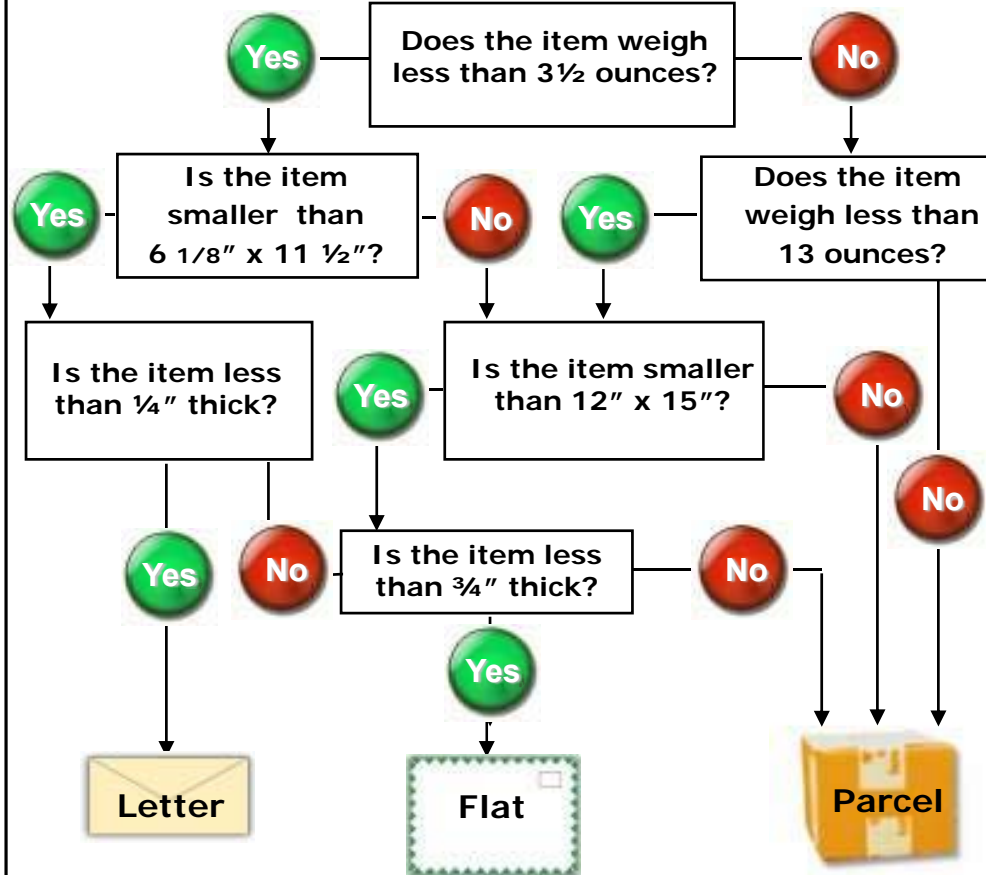 Yes
Does the item weigh
less than 3½ ounces?
No
Yes
Is the item
smaller than
6 1/8" x 11 ½"?
No
Yes
Does the item
weigh less than
13 ounces?
Is the item less
than ¼" thick?
Yes
Is the item smaller
than 12" x 15"?
No
No
Yes
No
Is the item less
than ¾" thick?
No
Yes
Letter
Flat
Parcel